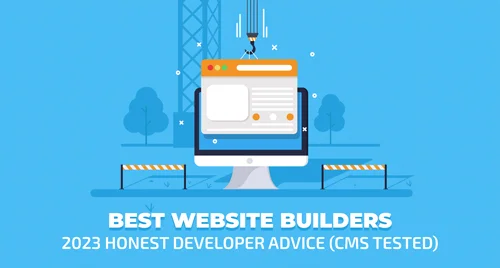 BEST WEBSITE BUILDERS
2023 HONEST DEVELOPER ADVICE (CMS TESTED)